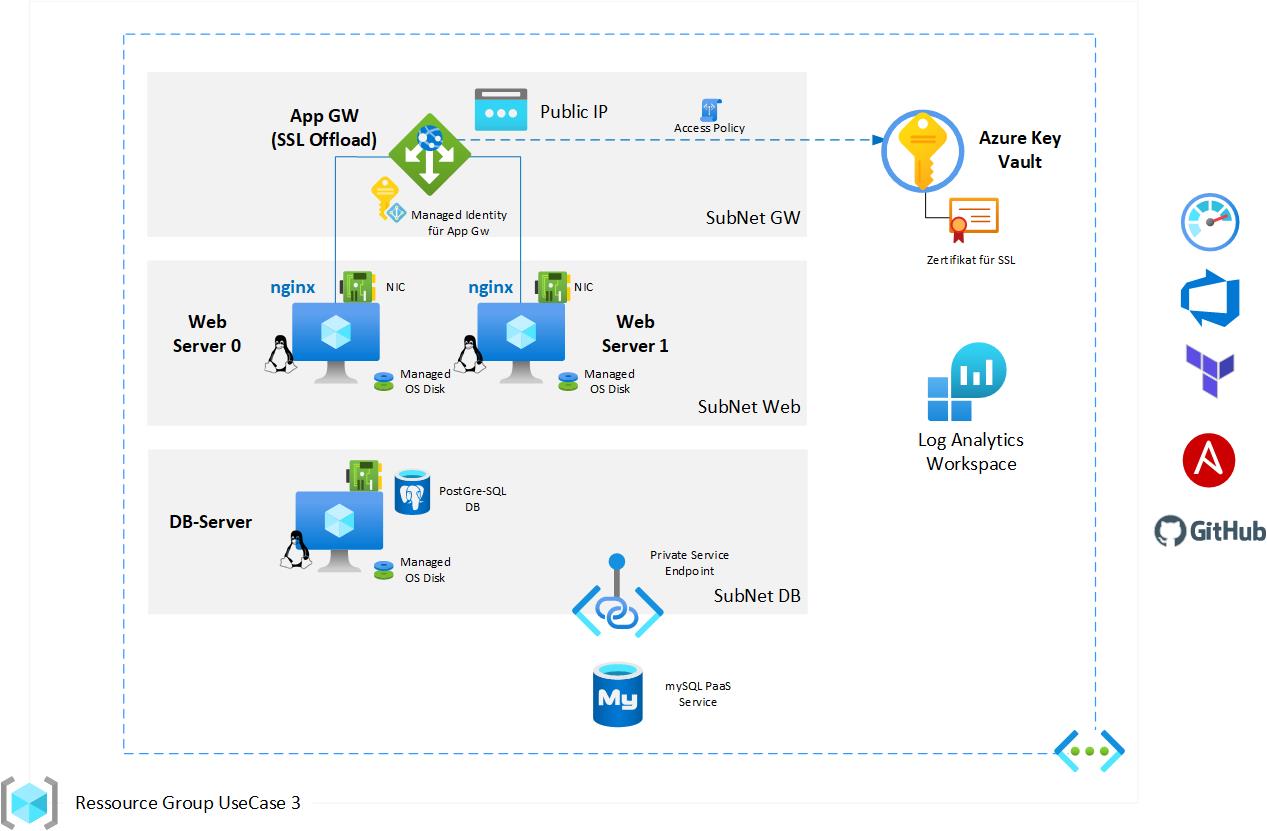 App GW
(SSL Offload)
Public IP
Access Policy
Azure Key
Vault
Managed Identity
für App Gw
SubNet GW
Zertifikat für SSL
nginx
NIC
nginx
NIC
Web
Server 0
Web
Server 1
Managed
OS Disk
Managed
OS Disk
SubNet Web
Log Analytics
Workspace
PostGre-SQL
DB
DB-Server
Managed
OS Disk
Private Service
Endpoint
SubNet DB
GitHub
My
mySQL PaaS
Service
Ressource Group UseCase 3